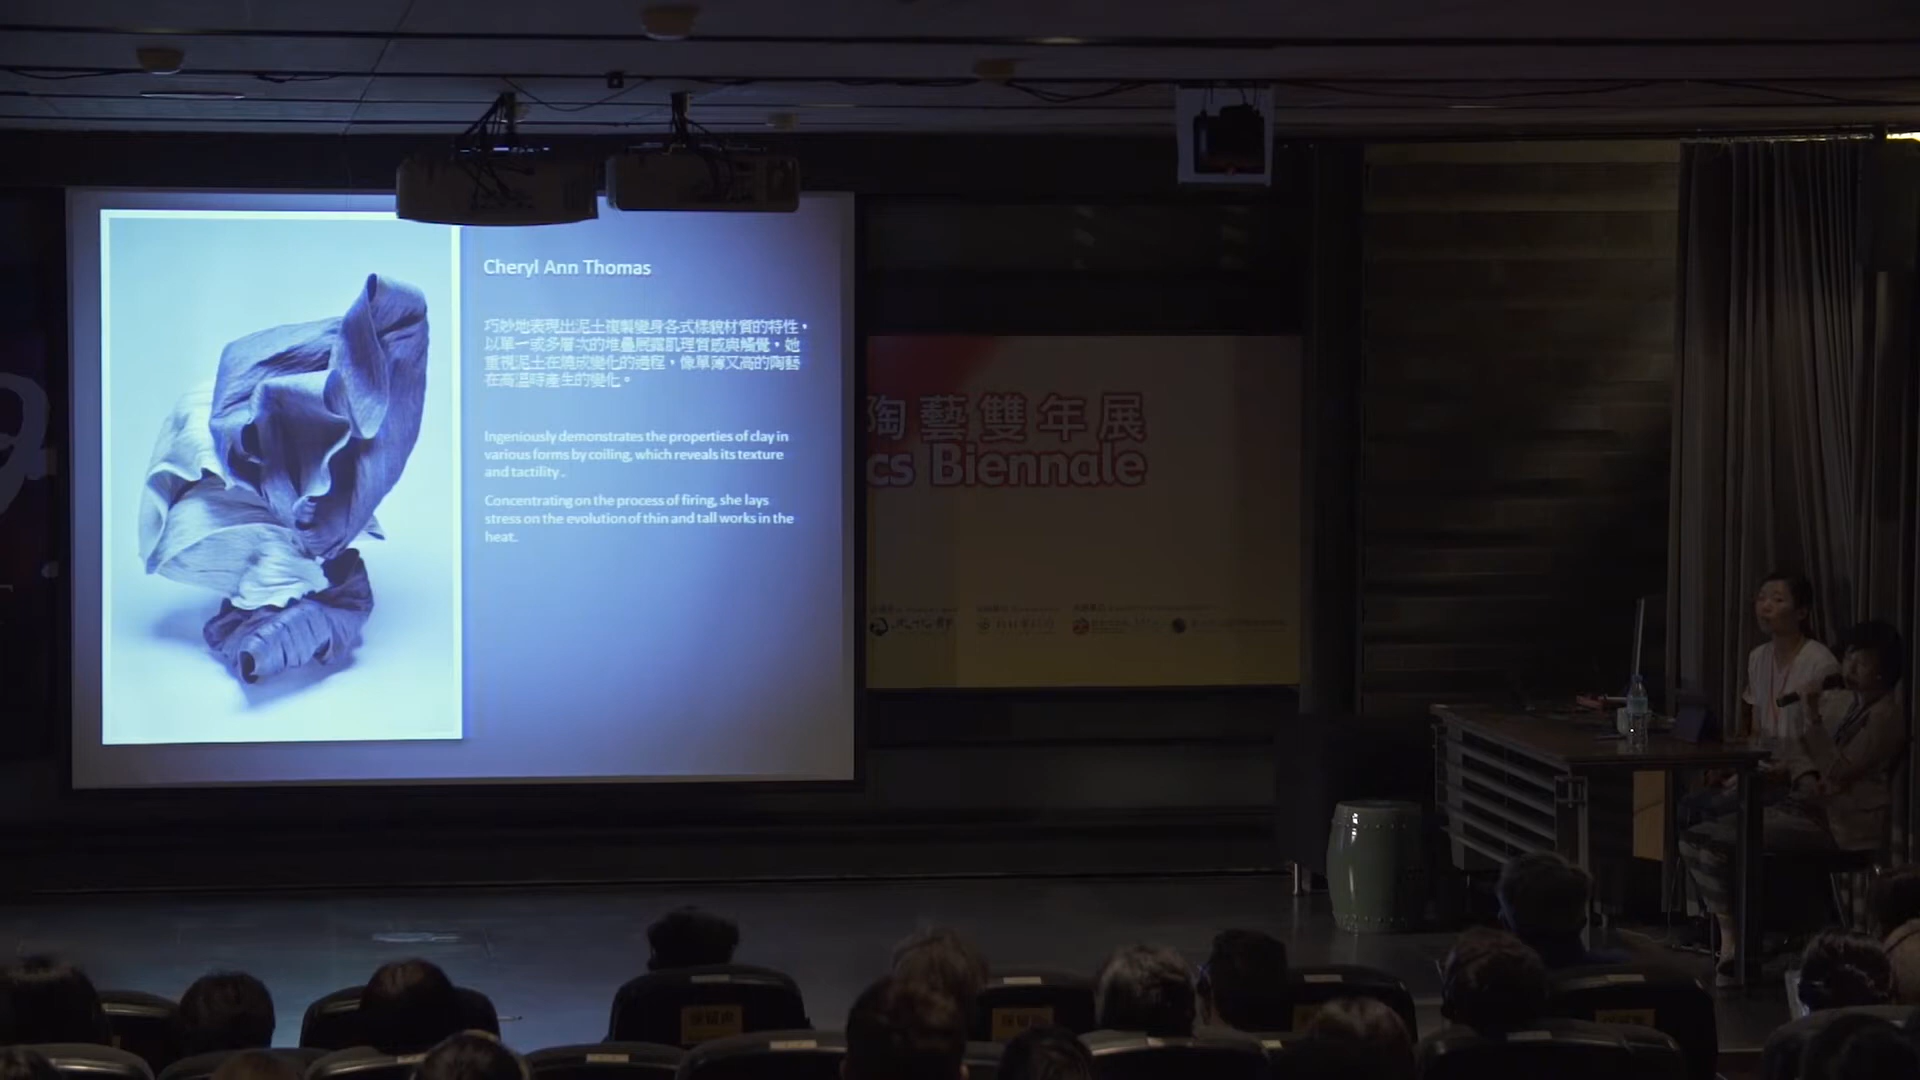 Cheryl Ann Thomas
巧妙地表現出泥土複製變身各式樣貌材質的特性，
以單一或多層次的堆疊展露肌理質感與觸覺，她
重視泥土在燒成變化的過程，像單薄又高的陶藝
在高溫時產生的變化。
Ingeniously demonstrates the properties of clay in
various forms by coiling, which reveals its texture
and tactility .
Concentrating on the process of firing, she lays
stress on the evolution of thin and tall works in the
heat.
陶藝雙年展
cs Biennale